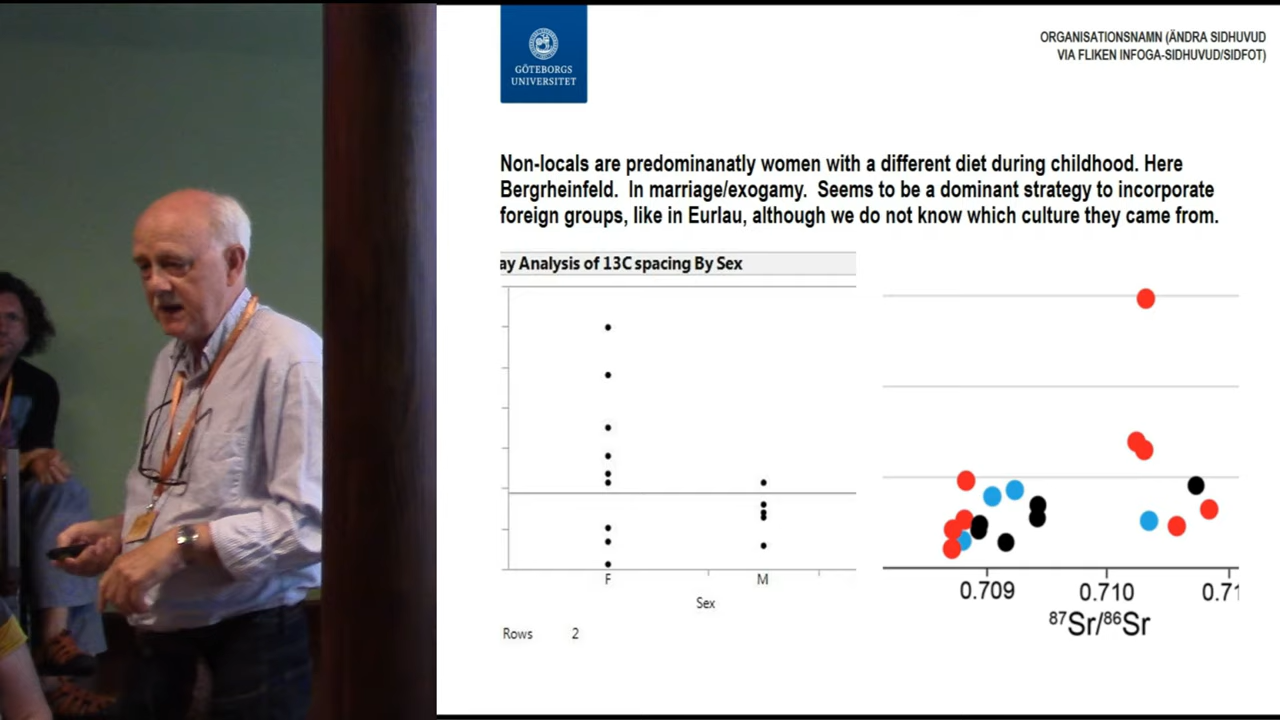 GÖTEBORGS
UNIVERSITET
ORGANISATIONSNAMN (ÄNDRA SIDHUVUD
VIA FLIKEN INFOGA-SIDHUVUD/SIDFOT)
Non-locals are predominanatly women with a different diet during childhood. Here
Bergrheinfeld. In marriage/exogamy. Seems to be a dominant strategy to incorporate
foreign groups, like in Eurlau, although we do not know which culture they came from.
ay Analysis of 13C spacing By Sex
F M
Sex
Rows 2
0.709 0.710 0.71
⁸⁷Sr/⁸⁶Sr